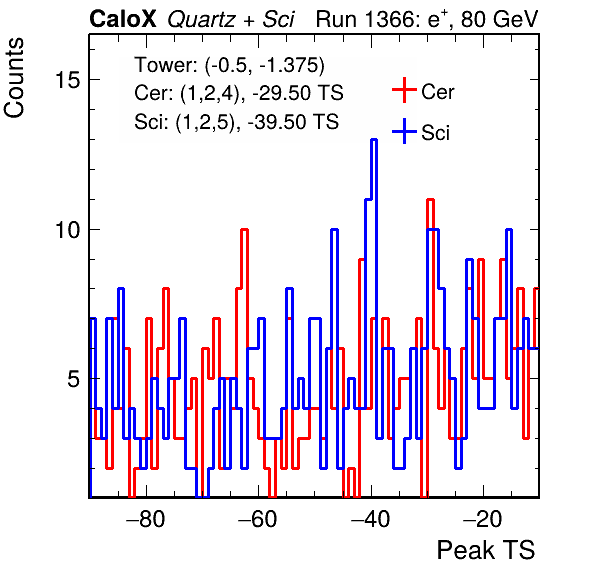 CaloX Quartz + Sci Run 1366: e⁺, 80 GeV
Counts
Tower: (-0.5, -1.375)
Cer: (1,2,4), -29.50 TS
Sci: (1,2,5), -39.50 TS
Cer
Sci
15
10
5
−80 −60 −40 −20
Peak TS